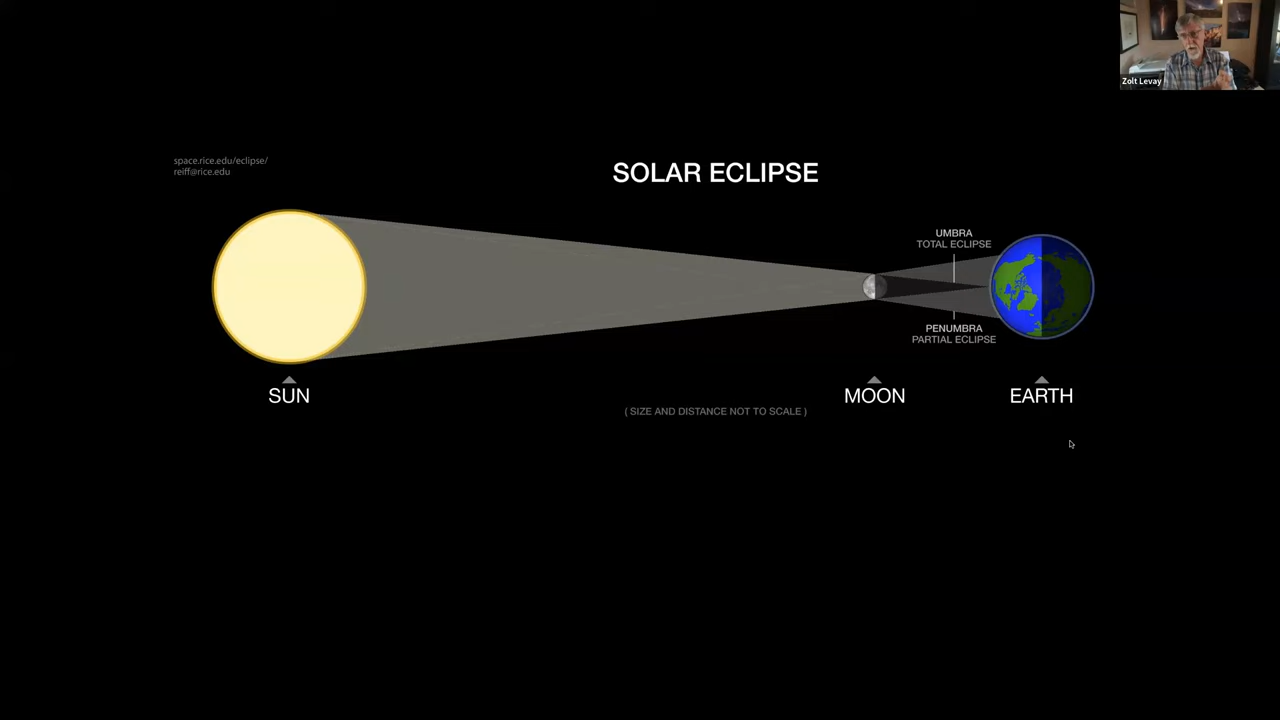 Zolt Levay
space.rice.edu/eclipse/
reiff@rice.edu
SOLAR ECLIPSE
UMBRA
TOTAL ECLIPSE
PENUMBRA
PARTIAL ECLIPSE
SUN
MOON
EARTH
( SIZE AND DISTANCE NOT TO SCALE )